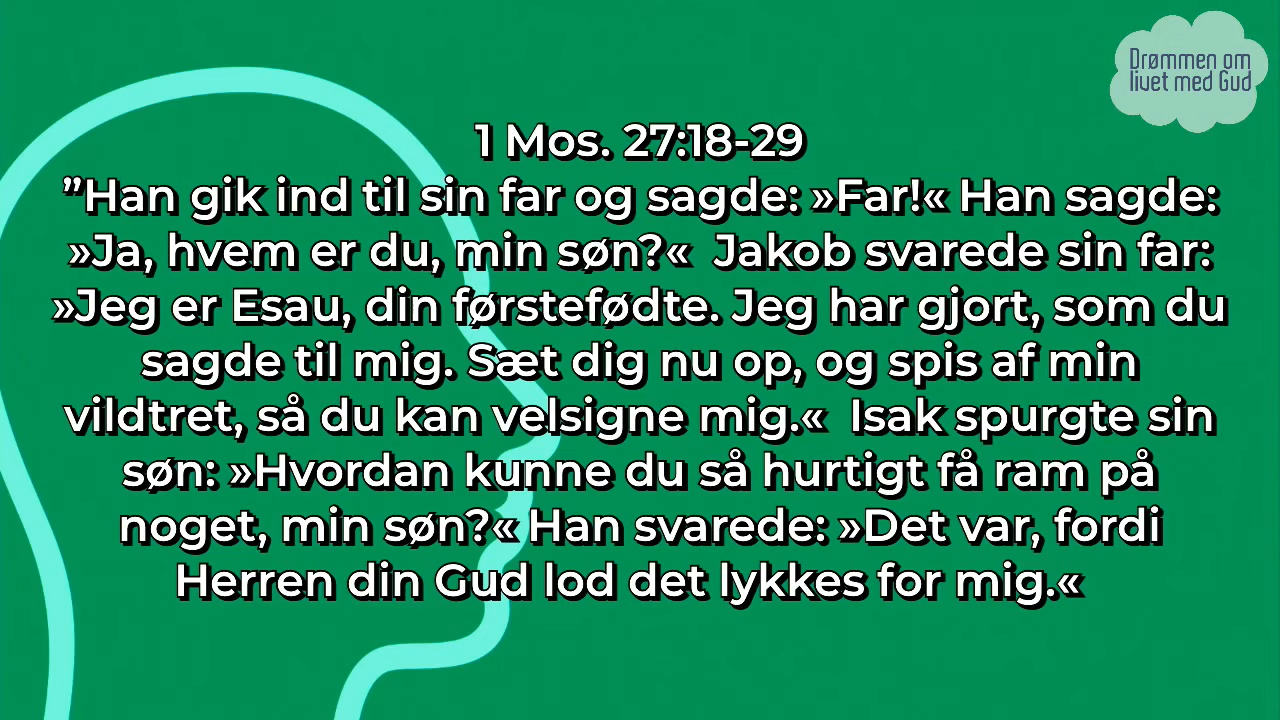 Drømmen om
livet med Gud
1 Mos. 27:18-29
”Han gik ind til sin far og sagde: »Far!« Han sagde:
»Ja, hvem er du, min søn?«  Jakob svarede sin far:
»Jeg er Esau, din førstefødte. Jeg har gjort, som du
sagde til mig. Sæt dig nu op, og spis af min
vildtret, så du kan velsigne mig.«  Isak spurgte sin
søn: »Hvordan kunne du så hurtigt få ram på
noget, min søn?« Han svarede: »Det var, fordi
Herren din Gud lod det lykkes for mig.«